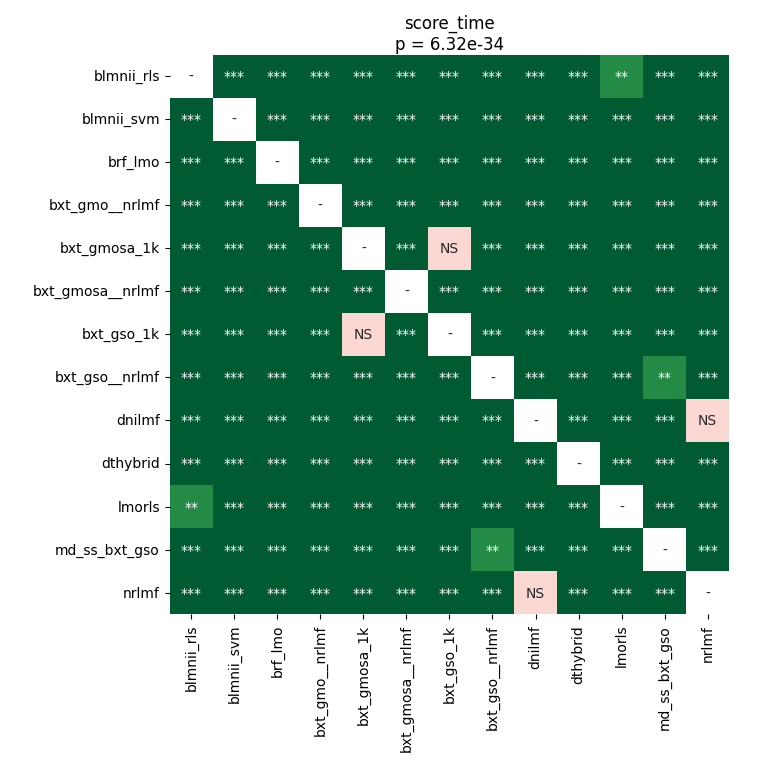 score_time
p = 6.32e-34
blmnii_rls - *** *** *** *** *** *** *** *** *** ** *** ***
blmnii_svm *** - *** *** *** *** *** *** *** *** *** *** ***
brf_lmo *** *** - *** *** *** *** *** *** *** *** *** ***
bxt_gmo__nrlmf *** *** *** - *** *** *** *** *** *** *** *** ***
bxt_gmosa_1k *** *** *** *** - *** NS *** *** *** *** *** ***
bxt_gmosa__nrlmf *** *** *** *** *** - *** *** *** *** *** *** ***
bxt_gso_1k *** *** *** *** NS *** - *** *** *** *** *** ***
bxt_gso__nrlmf *** *** *** *** *** *** *** - *** *** *** ** ***
dnilmf *** *** *** *** *** *** *** *** - *** *** *** NS
dthybrid *** *** *** *** *** *** *** *** *** - *** *** ***
lmorls ** *** *** *** *** *** *** *** *** *** - *** ***
md_ss_bxt_gso *** *** *** *** *** *** *** ** *** *** *** - ***
nrlmf *** *** *** *** *** *** *** *** NS *** *** *** -
blmnii_rls
blmnii_svm
brf_lmo
bxt_gmo__nrlmf
bxt_gmosa_1k
bxt_gmosa__nrlmf
bxt_gso_1k
bxt_gso__nrlmf
dnilmf
dthybrid
lmorls
md_ss_bxt_gso
nrlmf